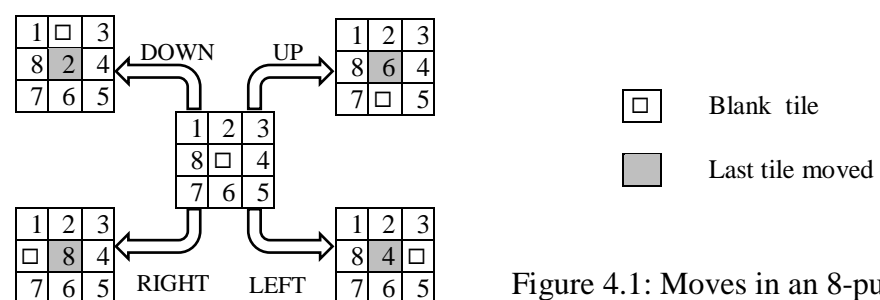 1 □ 3
8 2 4
7 6 5
DOWN
UP
1 2 3
8 6 4
7 □ 5
1 2 3
8 □ 4
7 6 5
1 2 3
□ 8 4
7 6 5
RIGHT
LEFT
1 2 3
8 4 □
7 6 5
□ Blank tile
Last tile moved
Figure 4.1: Moves in an 8-pu